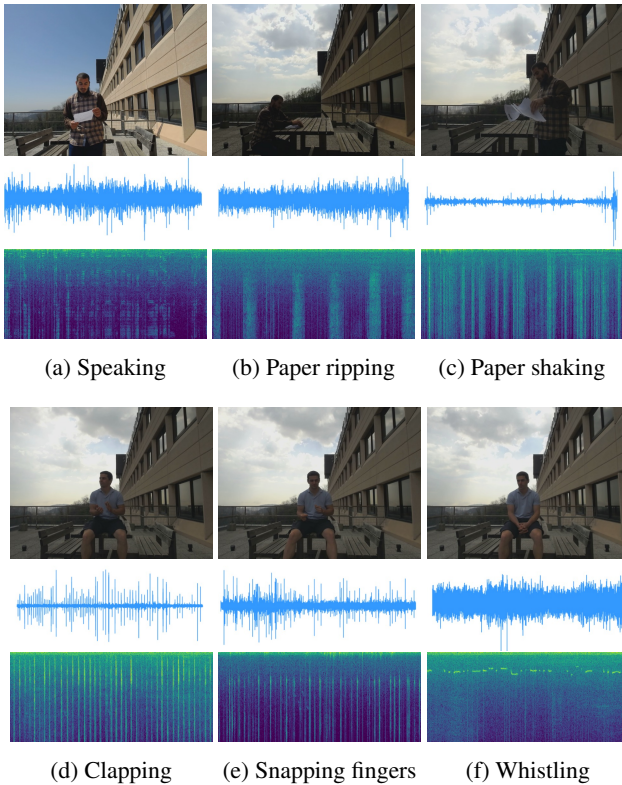 (a) Speaking
(b) Paper ripping
(c) Paper shaking
(d) Clapping
(e) Snapping fingers
(f) Whistling